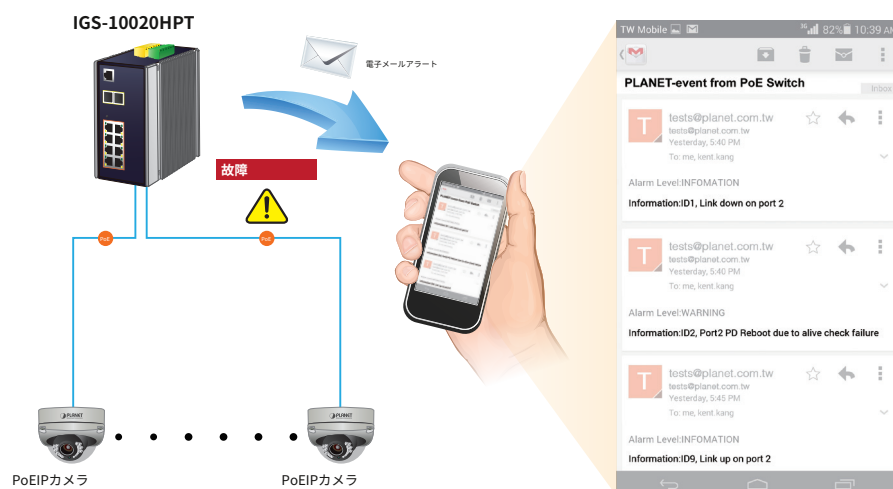 IGS-10020HPT
電子メールアラート
故障
PoE
PoE
PLANET
PLANET
PoEIPカメラ
PoEIPカメラ
TW Mobile
3G 82% 10:39 AM
PLANET-event from PoE Switch
Inbox
T
tests@planet.com.tw
tests@planet.com.tw
Yesterday, 5:40 PM
To: me, kent.kang
Alarm Level:INFOMATION
Information:ID1, Link down on port 2
T
tests@planet.com.tw
tests@planet.com.tw
Yesterday, 5:40 PM
To: me, kent.kang
Alarm Level:WARNING
Information:ID2, Port2 PD Reboot due to alive check failure
T
tests@planet.com.tw
tests@planet.com.tw
Yesterday, 5:45 PM
To: me, kent.kang
Alarm Level:INFOMATION
Information:ID9, Link up on port 2